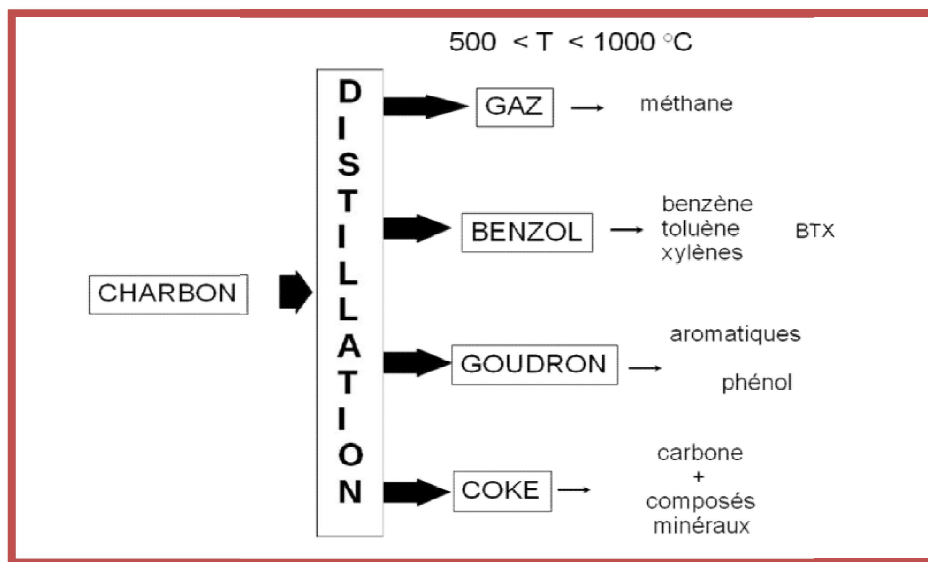 500 < T < 1000 °C
CHARBON
DISTILLATION
GAZ
méthane
BENZOL
benzène
toluène
xylènes
BTX
GOUDRON
aromatiques
phénol
COKE
carbone
+
composés
minéraux